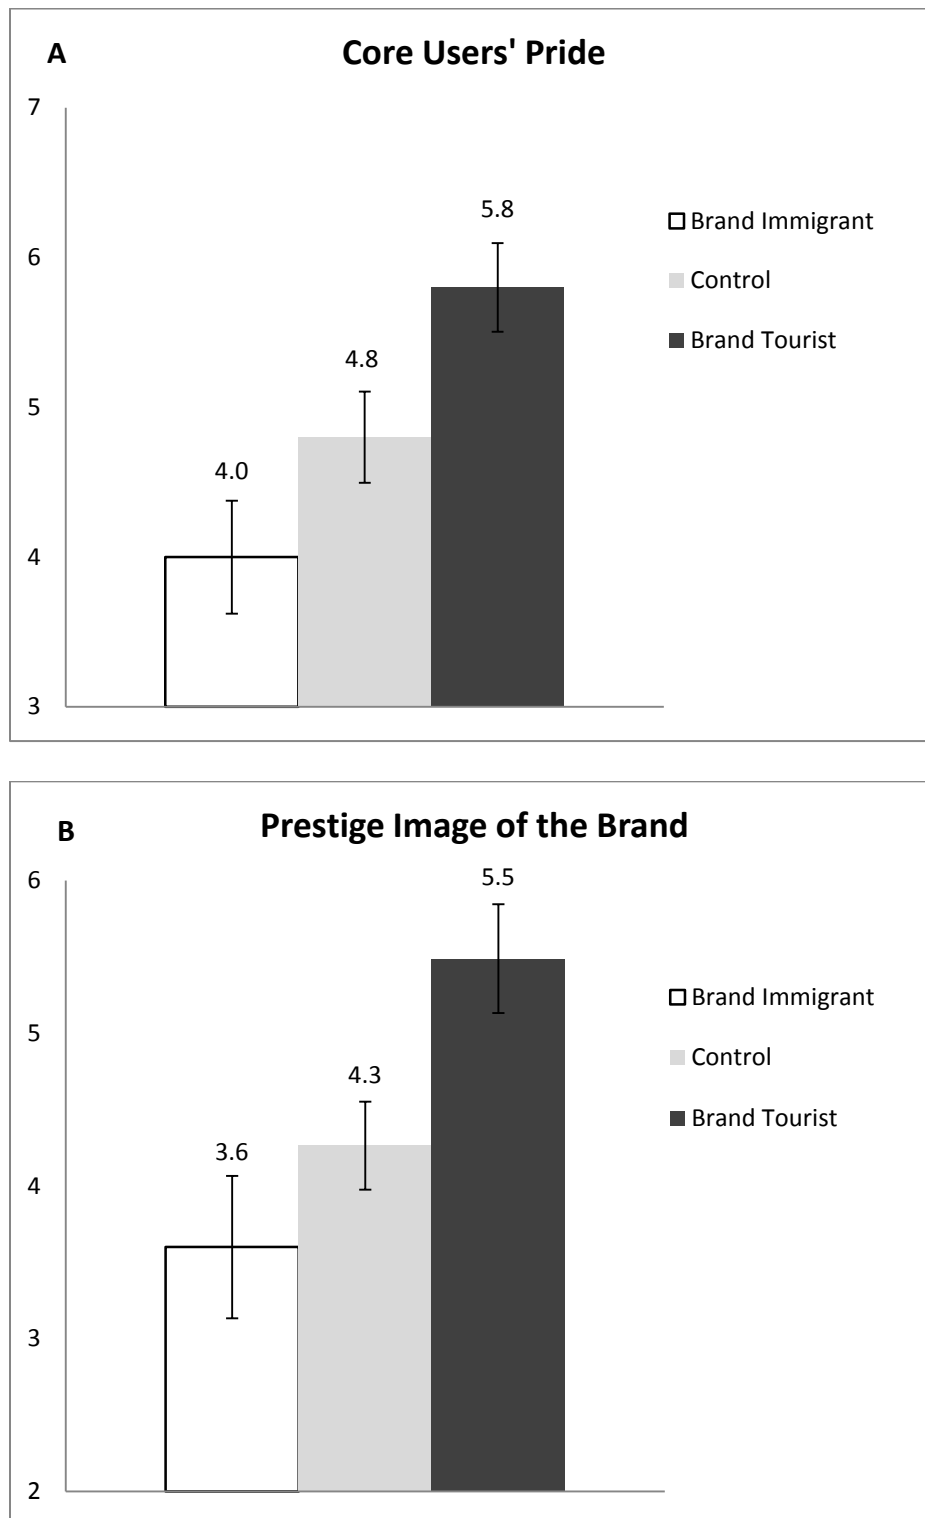 A
Core Users' Pride
7
6
5
4
3
4.0
4.8
5.8
Brand Immigrant
Control
Brand Tourist
B
Prestige Image of the Brand
6
5
4
3
2
3.6
4.3
5.5
Brand Immigrant
Control
Brand Tourist